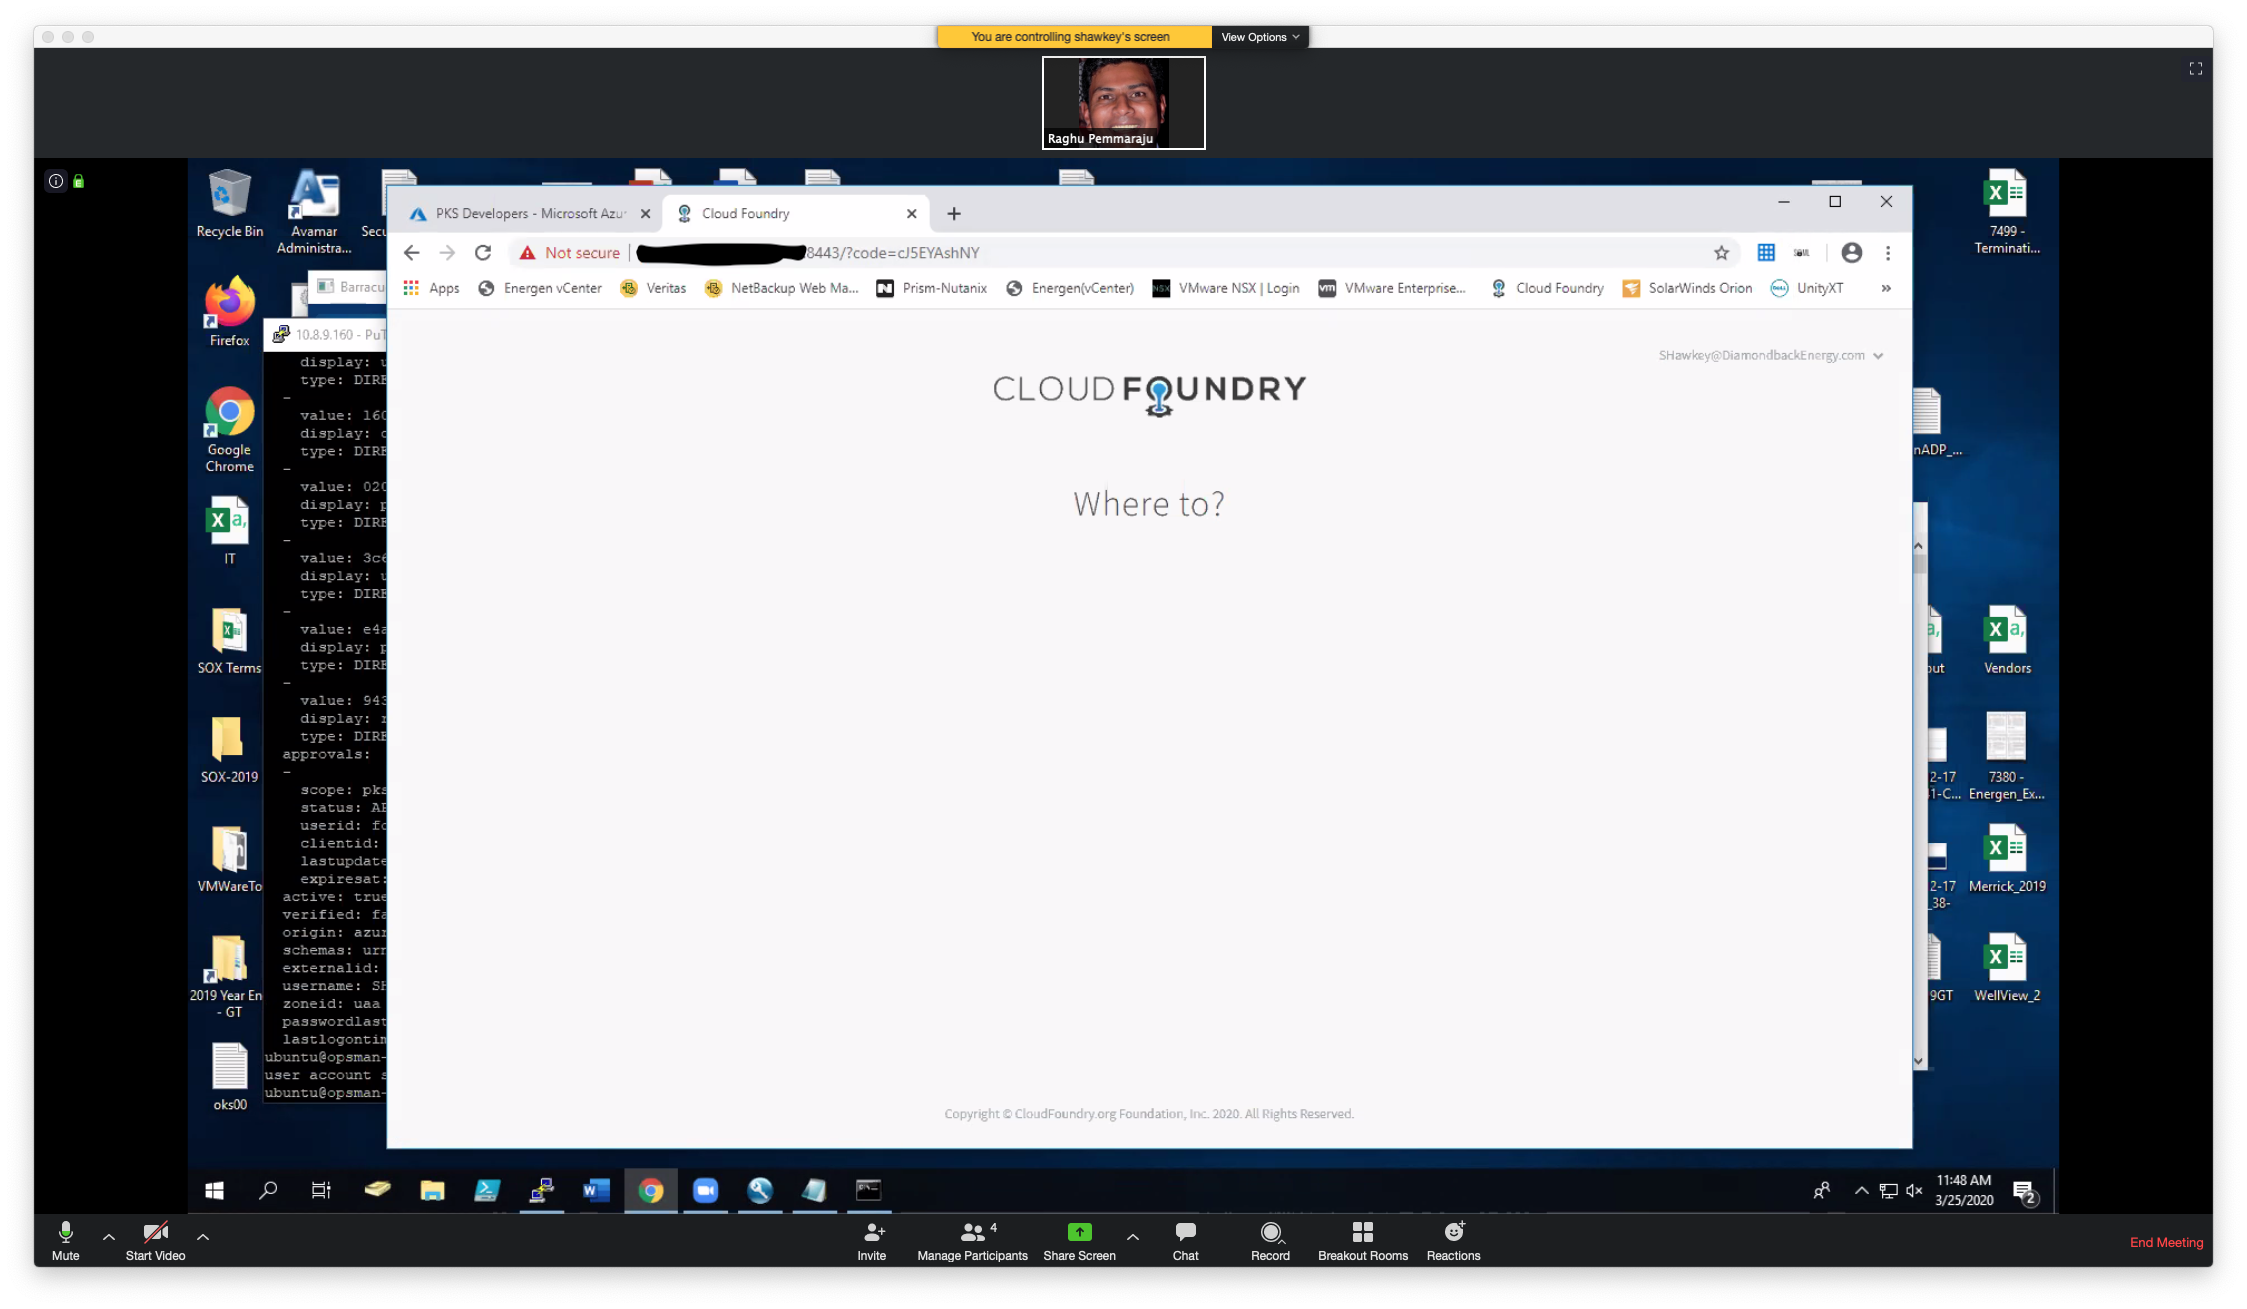 You are controlling shawkey's screen
View Options
Raghu Pemmaraju
Recycle Bin
Avamar
Administra...
Secu
7499 -
Terminati...
PKS Developers - Microsoft Azu
Cloud Foundry
Not secure
8443/?code=cJ5EYAshNY
Apps
Energen vCenter
Veritas
NetBackup Web Ma...
Prism-Nutanix
Energen(vCenter)
VMware NSX | Login
VMware Enterprise...
Cloud Foundry
SolarWinds Orion
UnityXT
»
SHawkey@DiamondbackEnergy.com
CLOUD FOUNDRY
Where to?
Copyright © CloudFoundry.org Foundation, Inc. 2020. All Rights Reserved.
Barracu
Firefox
10.8.9.160 - PuT
display: u
type: DIRE
-
value: 160
display: c
type: DIRE
-
value: 020
display: p
type: DIRE
-
value: 3c6
display: u
type: DIRE
-
value: e4a
display: p
type: DIRE
-
value: 943
display: r
type: DIRE
approvals:
-
scope: pks
status: AP
userid: fc
clientid:
lastupdate
expiresat:
active: true
verified: fa
origin: azur
schemas: urn
externalid:
username: SH
zoneid: uaa
passwordlast
lastlogontim
ubuntu@opsman-
user account s
ubuntu@opsman-
Google
Chrome
IT
SOX Terms
SOX-2019
VMWareTo
2019 Year En
- GT
oks00
nADP_...
out
Vendors
2-17
1-C...
7380 -
Energen_Ex...
2-17
_38-
Merrick_2019
9GT
WellView_2
11:48 AM
3/25/2020
2
Mute
Start Video
Invite
4
Manage Participants
Share Screen
Chat
Record
Breakout Rooms
Reactions
End Meeting